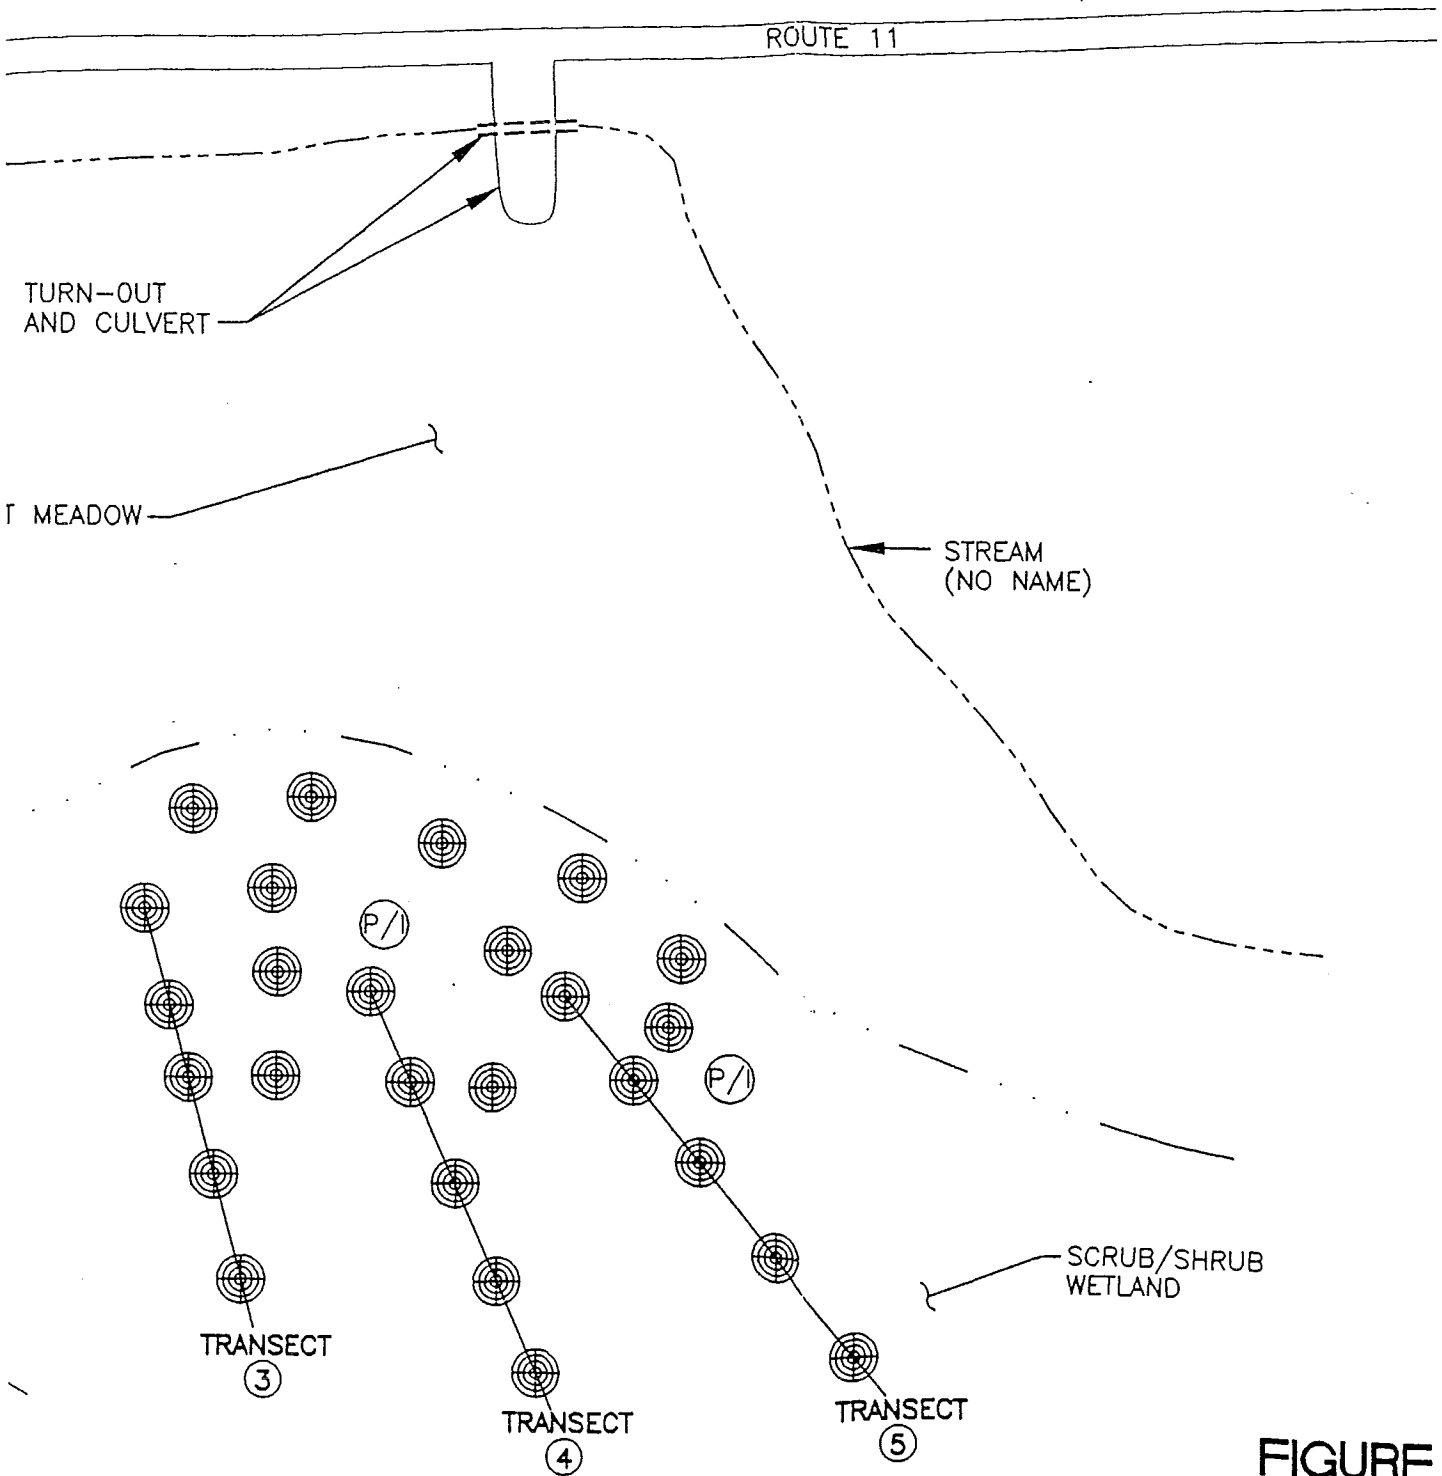 ROUTE 11
TURN-OUT
AND CULVERT
T MEADOW
STREAM
(NO NAME)
P/I
P/I
SCRUB/SHRUB
WETLAND
TRANSECT
3
TRANSECT
4
TRANSECT
5
FIGURE